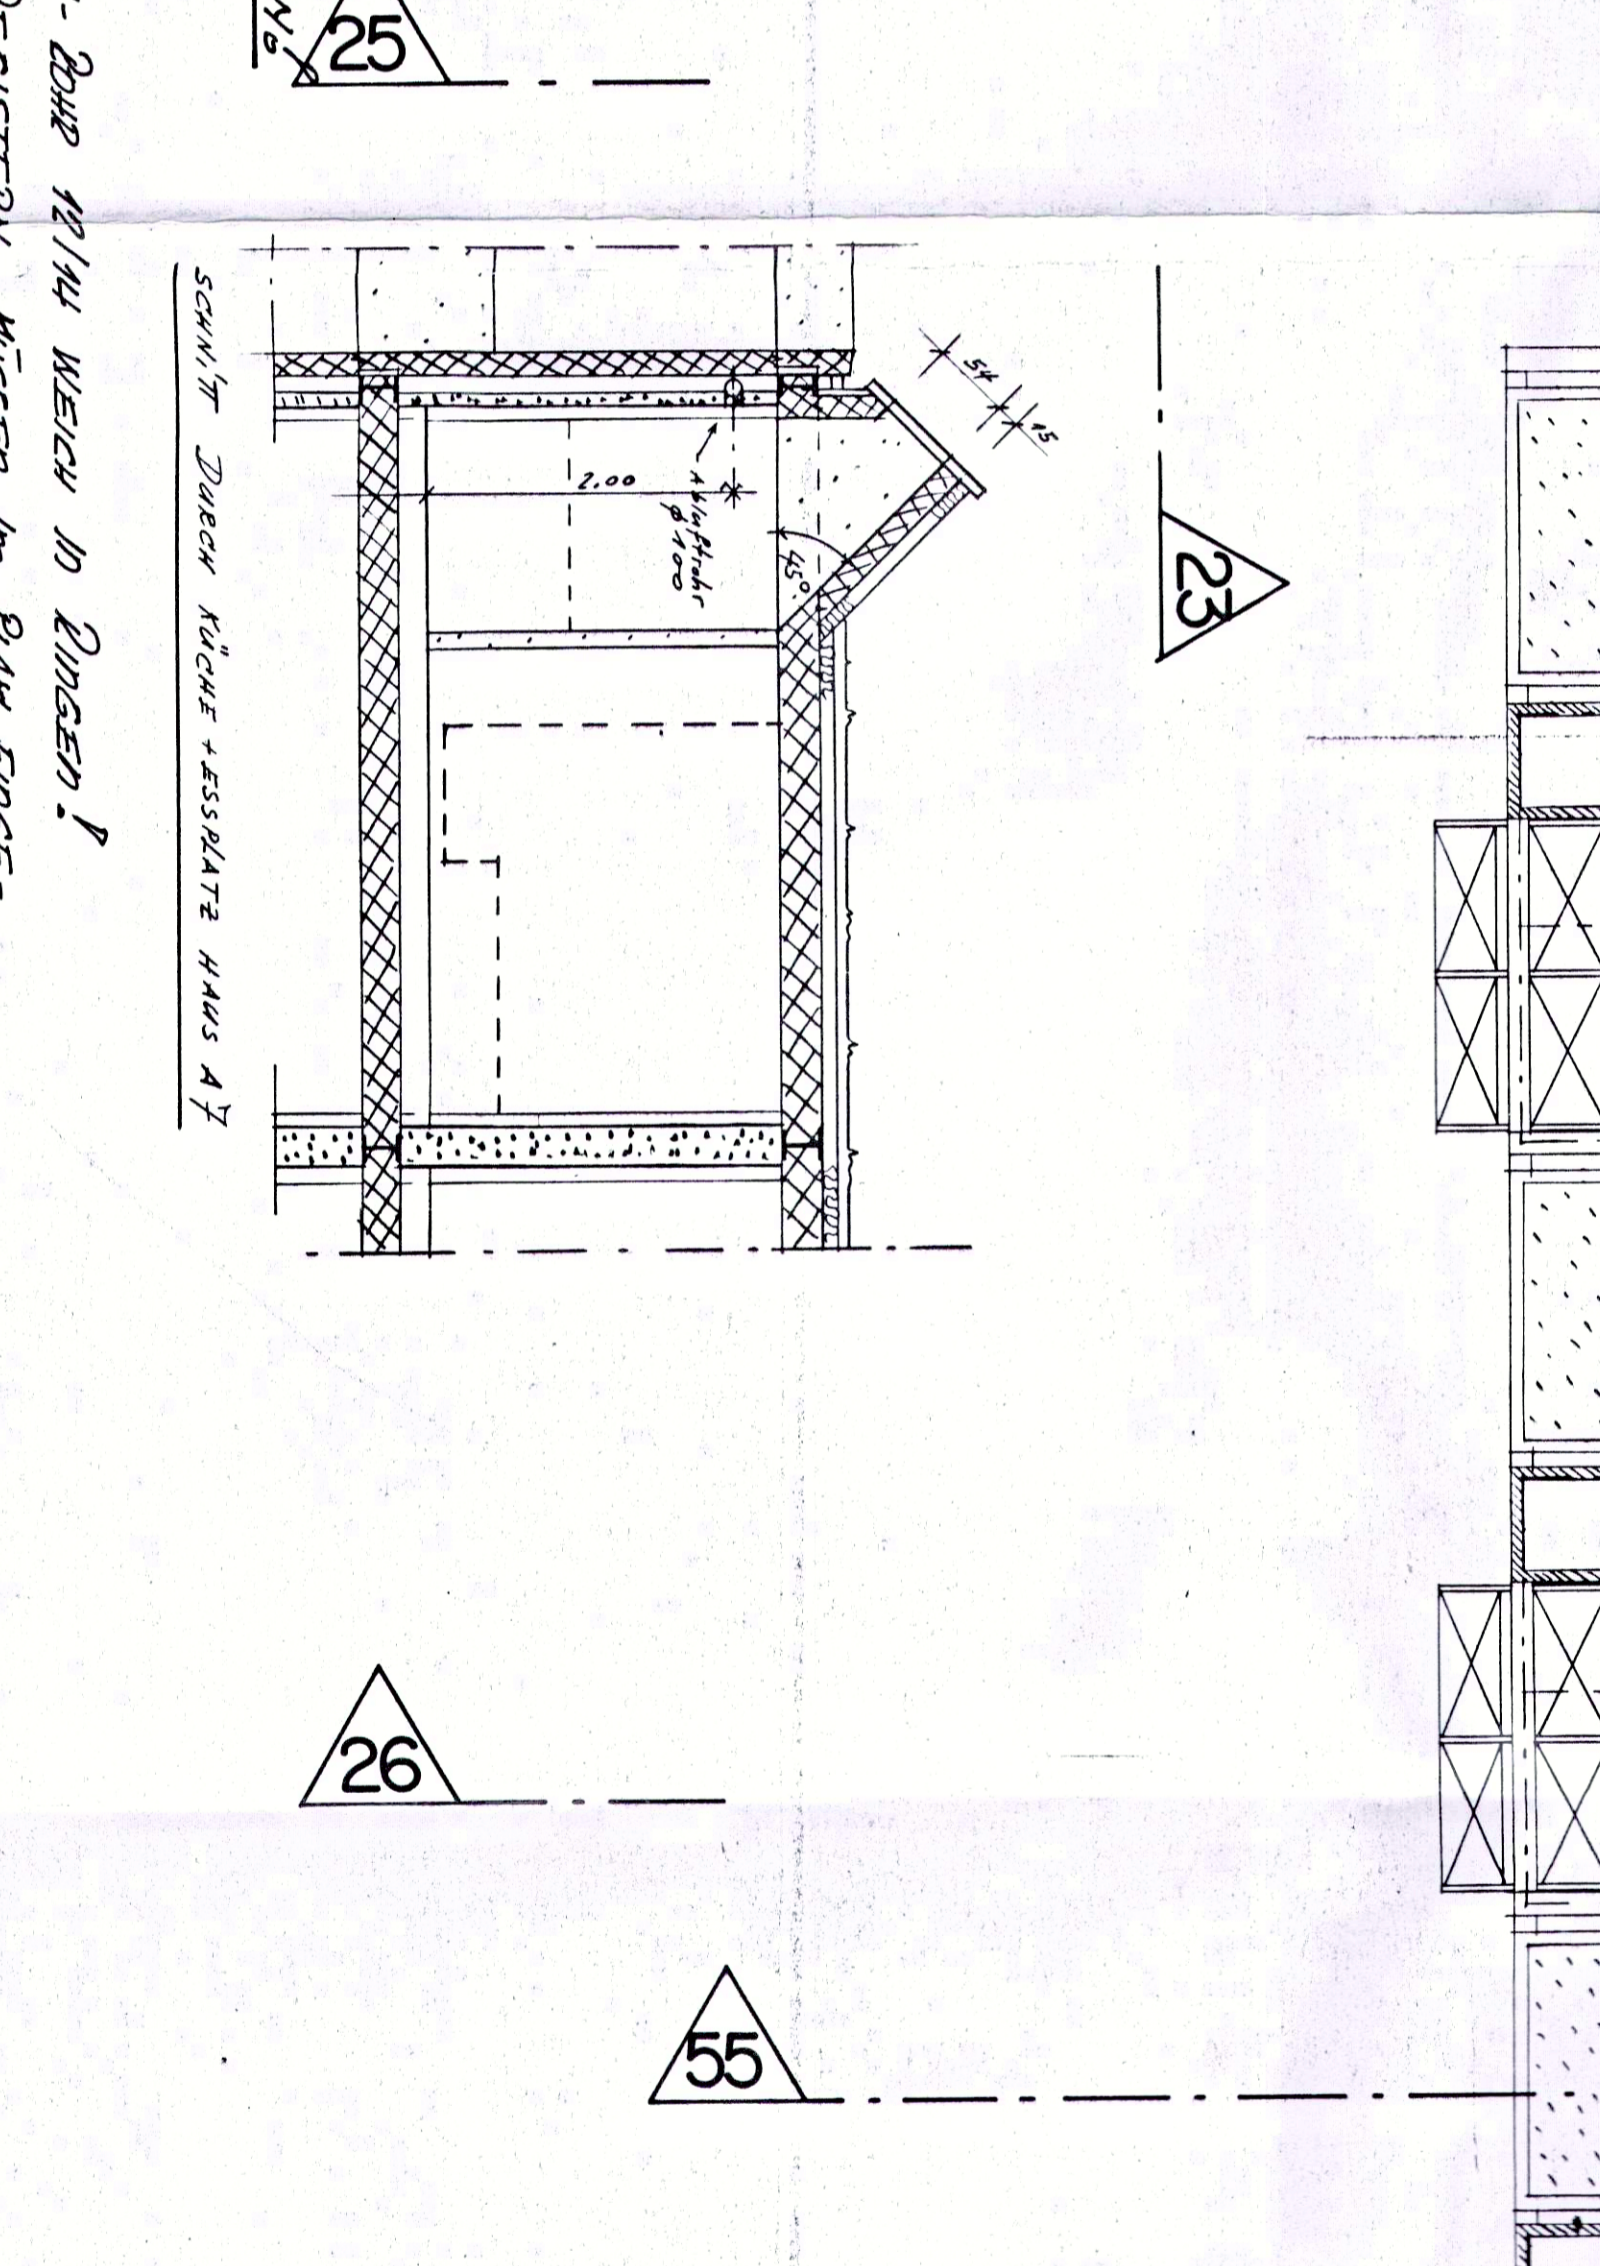 25
ROHR 12/14 WEICH IN RINGEN!
SCHNITT DURCH KÜCHE + ESSPLATZ HAUS A7
54
15
2.00
Abluftrohr
ø 100
45°
23
26
55